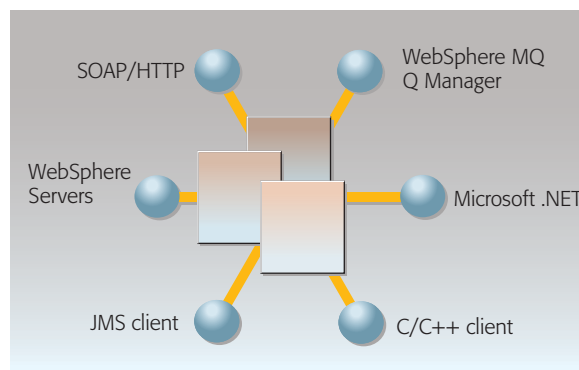 SOAP/HTTP
WebSphere MQ
Q Manager
WebSphere
Servers
Microsoft .NET
JMS client
C/C++ client